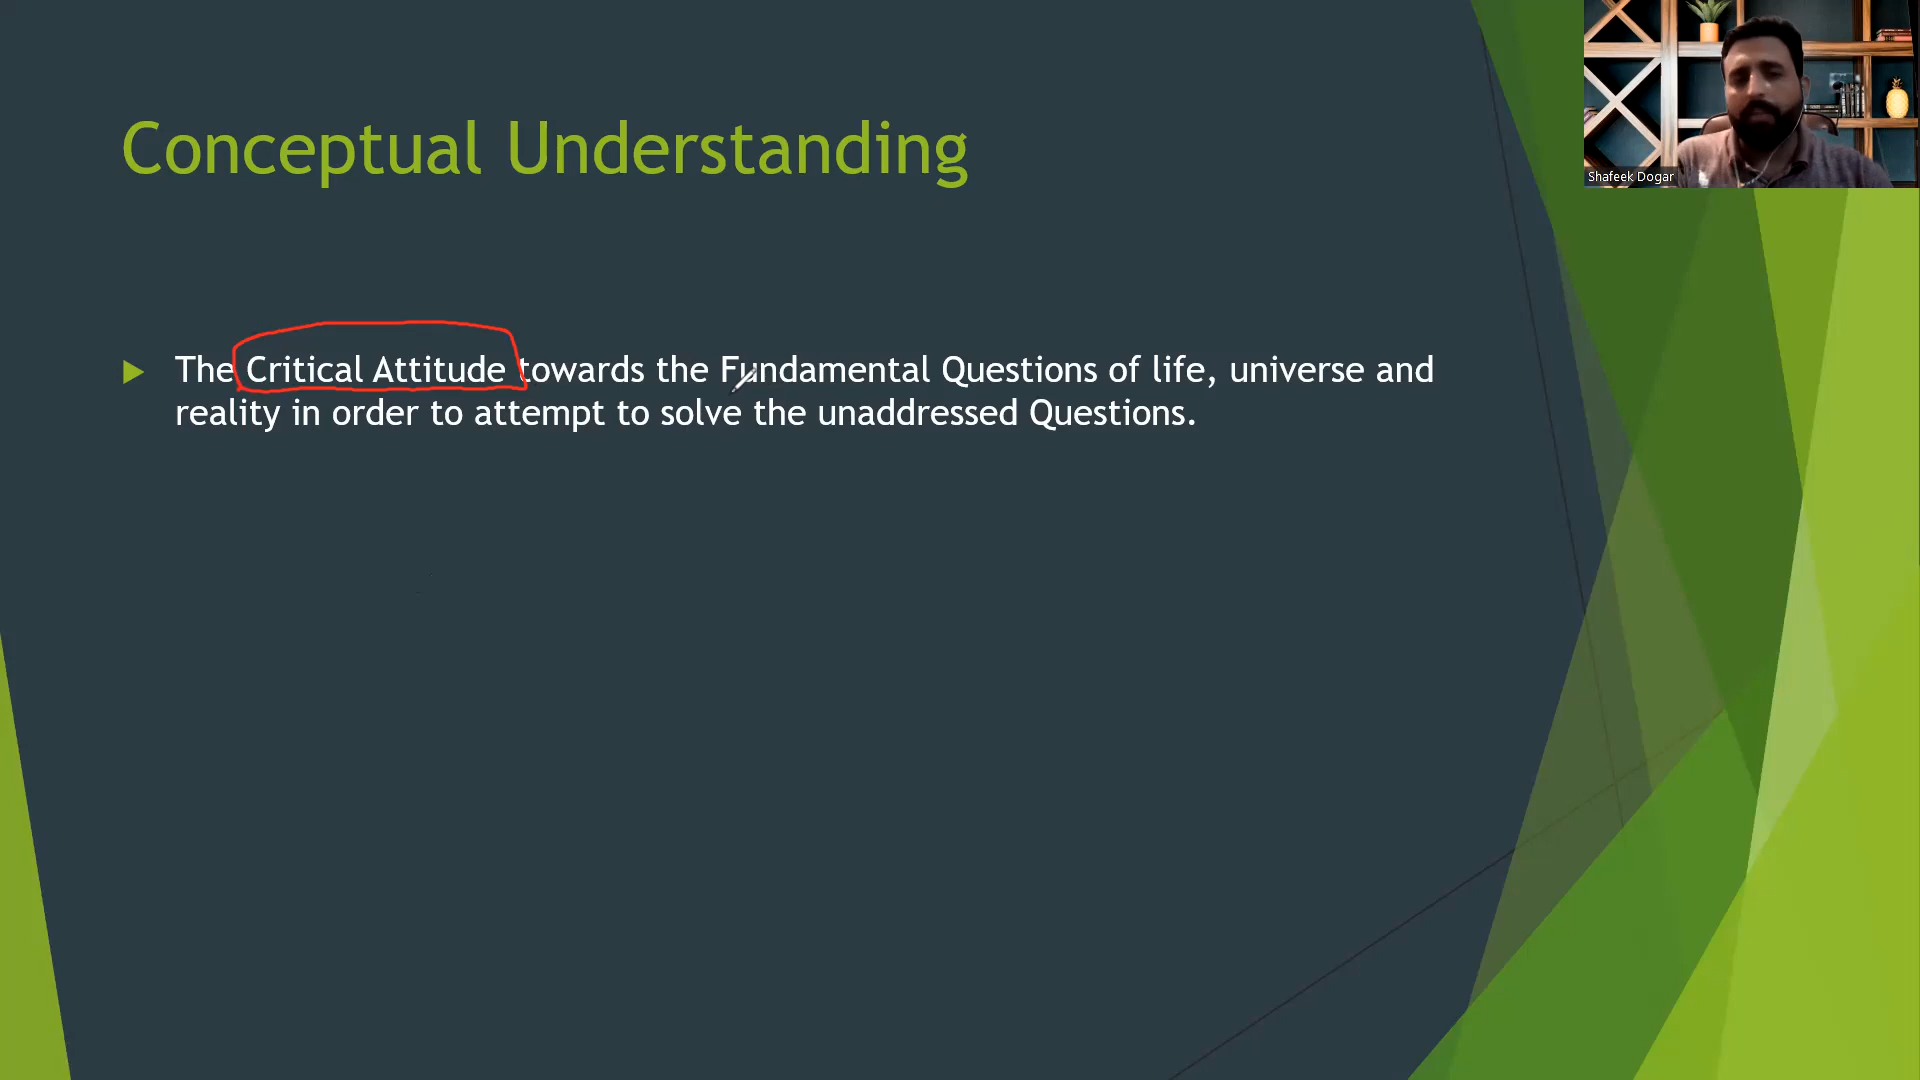 Conceptual Understanding
The Critical Attitude towards the Fundamental Questions of life, universe and
reality in order to attempt to solve the unaddressed Questions.
Shafeek Dogar